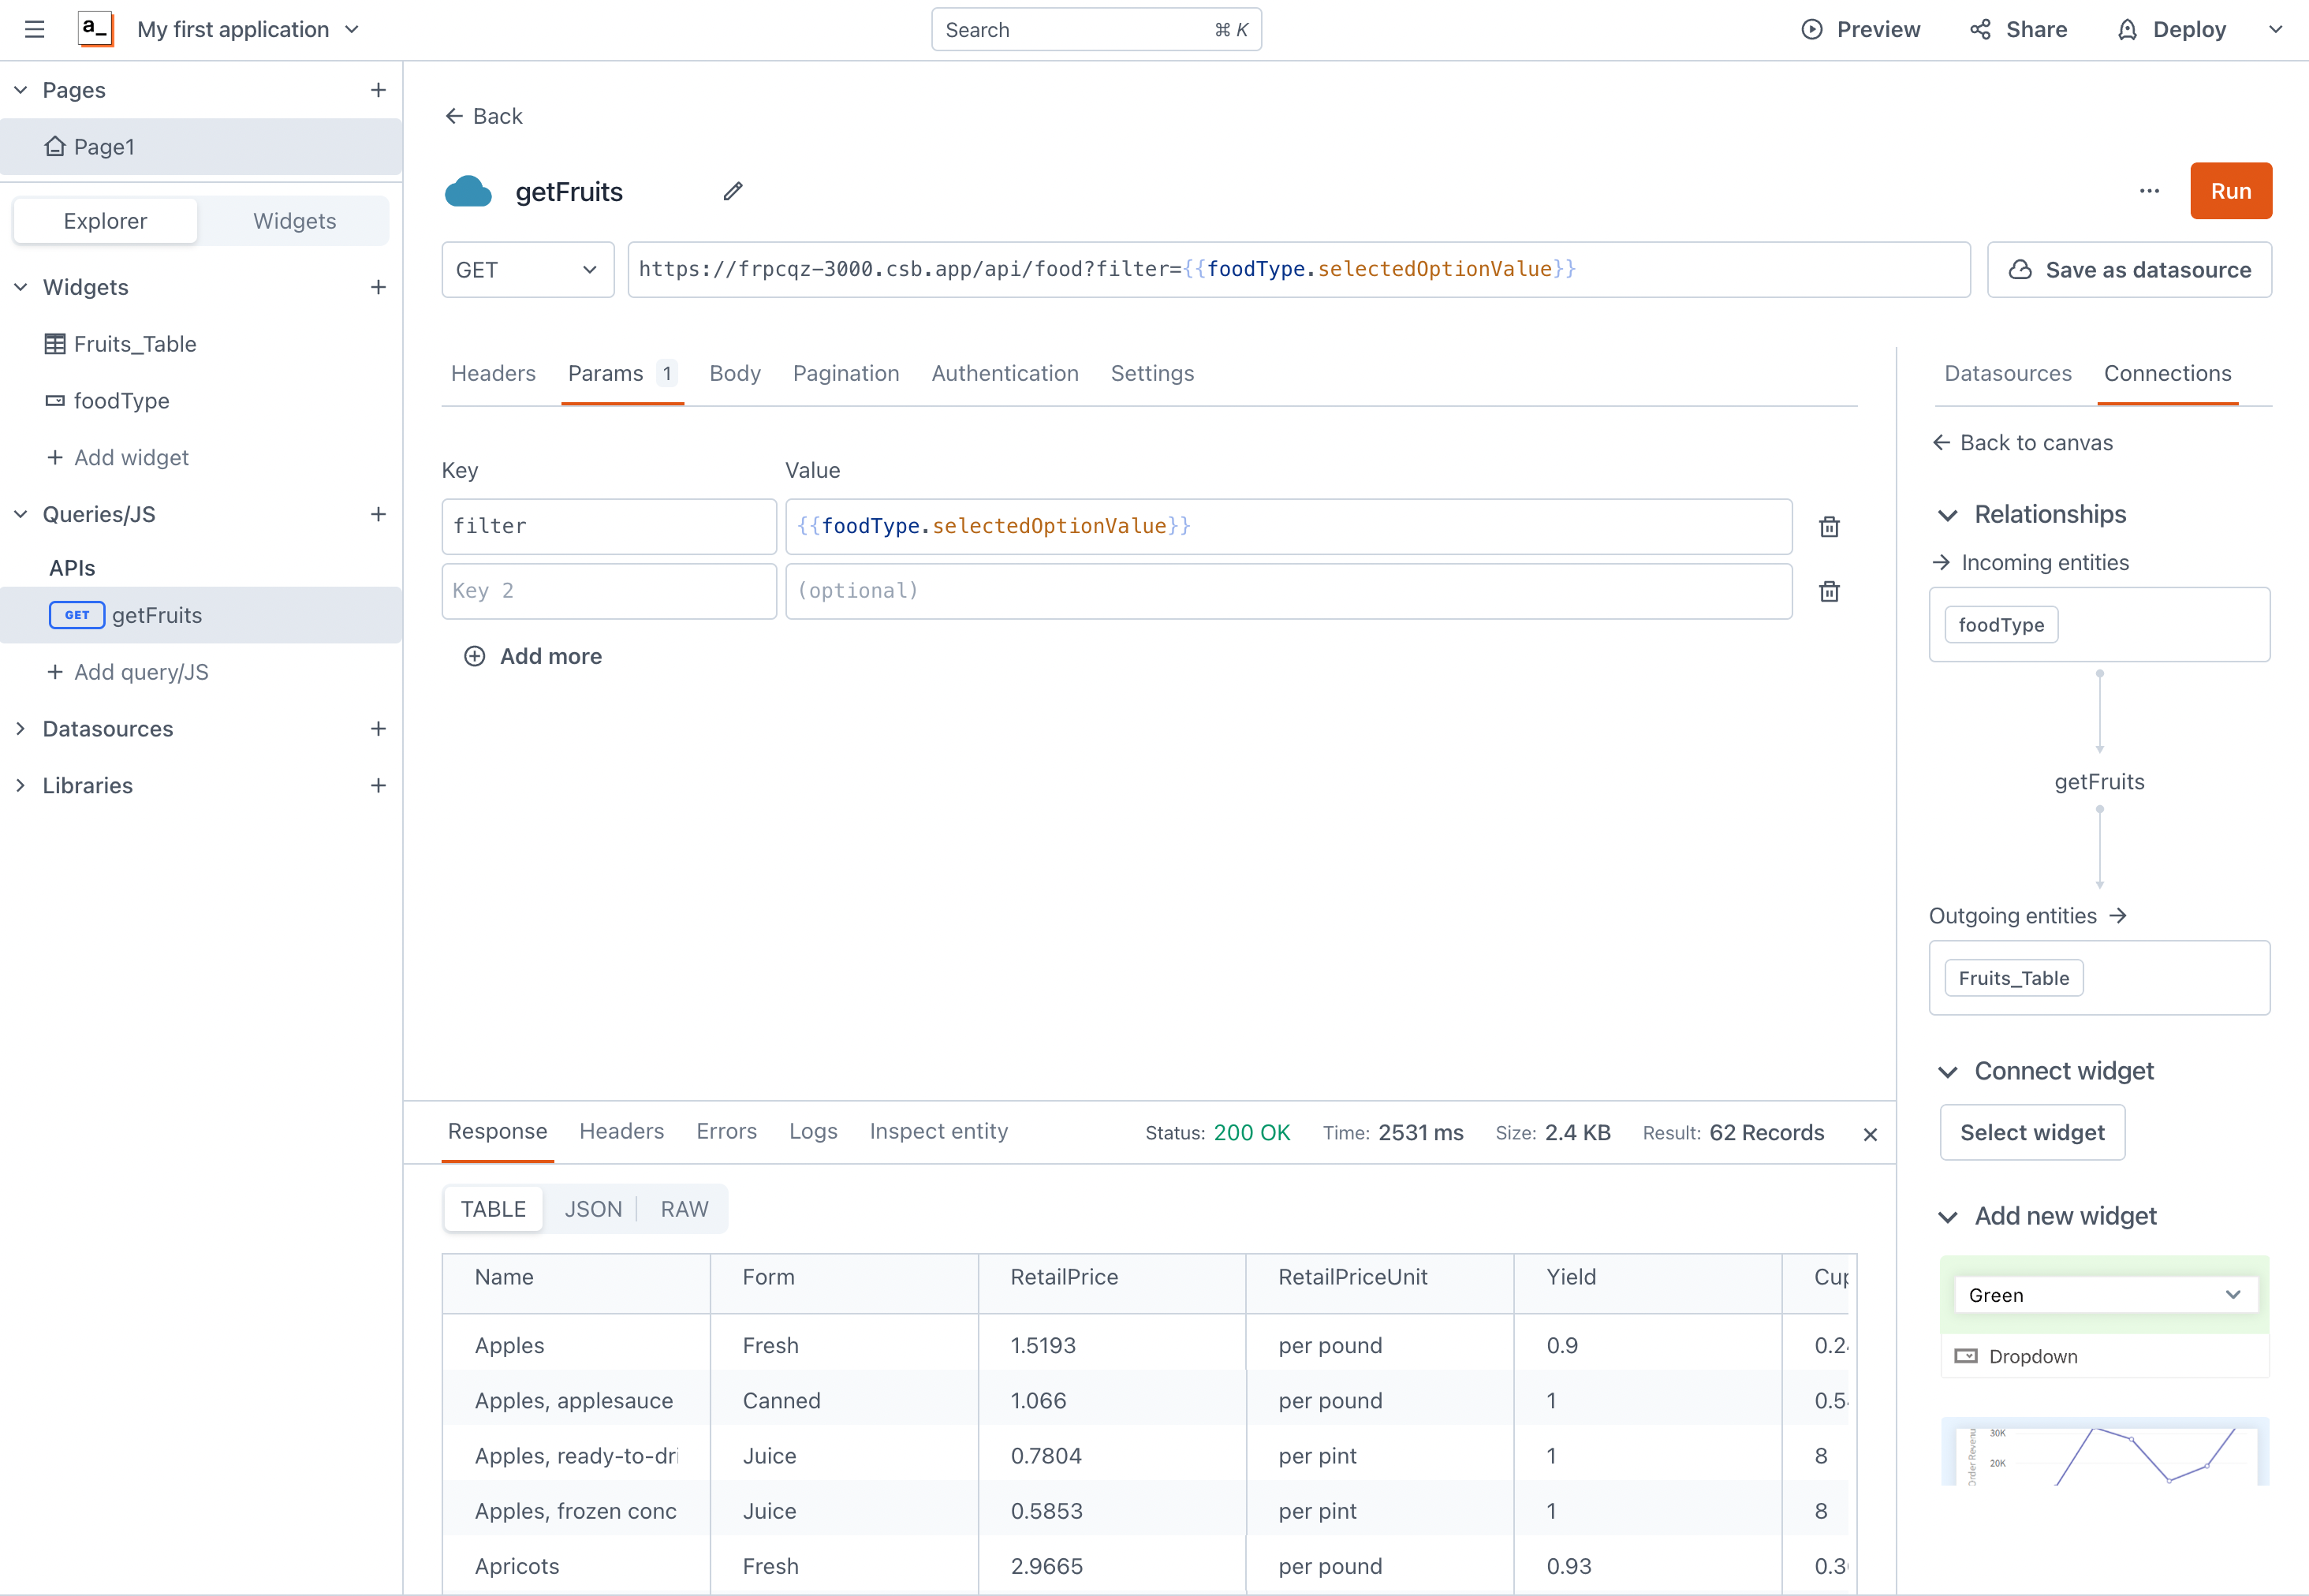 a_ My first application
Search ⌘ K
Preview Share Deploy
Pages
Page1
Explorer Widgets
Widgets
Fruits_Table
foodType
Add widget
Queries/JS
APIs
GET getFruits
Add query/JS
Datasources
Libraries
Back
getFruits
Run
GET
https://frpcqz-3000.csb.app/api/food?filter={{foodType.selectedOptionValue}}
Save as datasource
Headers Params 1 Body Pagination Authentication Settings
Key Value
filter {{foodType.selectedOptionValue}}
Key 2 (optional)
Add more
Response Headers Errors Logs Inspect entity Status: 200 OK Time: 2531 ms Size: 2.4 KB Result: 62 Records
TABLE JSON RAW
Name Form RetailPrice RetailPriceUnit Yield Cup
Apples Fresh 1.5193 per pound 0.9 0.2
Apples, applesauce Canned 1.066 per pound 1 0.5
Apples, ready-to-dri Juice 0.7804 per pint 1 8
Apples, frozen conc Juice 0.5853 per pint 1 8
Apricots Fresh 2.9665 per pound 0.93 0.3
Datasources Connections
Back to canvas
Relationships
Incoming entities
foodType
getFruits
Outgoing entities
Fruits_Table
Connect widget
Select widget
Add new widget
Green
Dropdown
30K
20K
Order Revenu